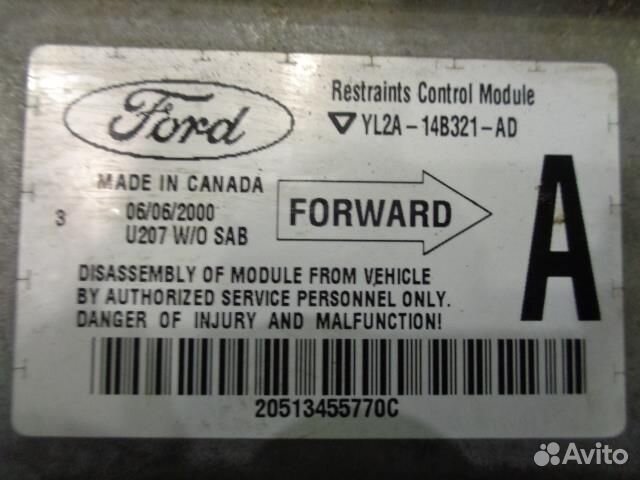 Ford
Restraints Control Module
YL2A-14B321-AD
MADE IN CANADA
06/06/2000
3
U207 W/O SAB
FORWARD
A
DISASSEMBLY OF MODULE FROM VEHICLE
BY AUTHORIZED SERVICE PERSONNEL ONLY.
DANGER OF INJURY AND MALFUNCTION!
20513455770C
Avito